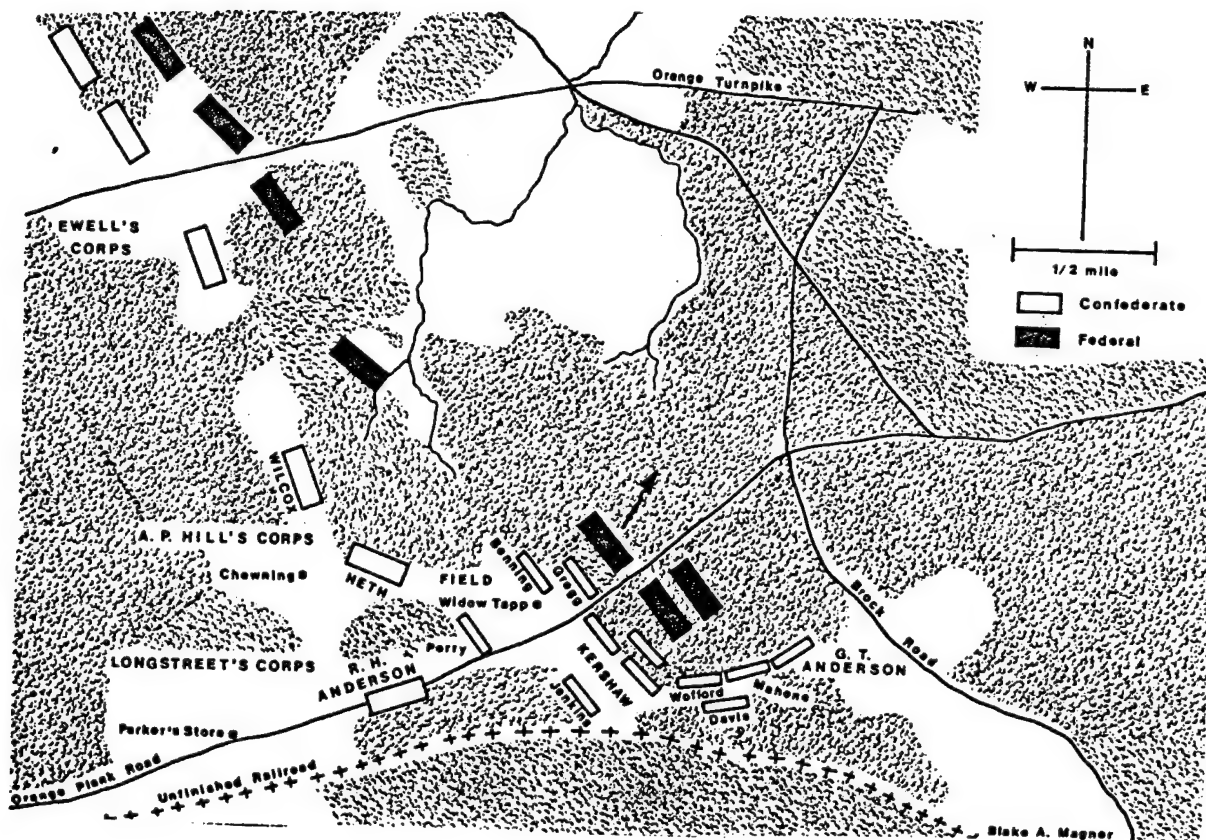 Orange Turnpike
N
W E
1/2 mile
Confederate
Federal
EWELL'S
CORPS
WILCOX
A. P. HILL'S CORPS
Chewning
HETH
FIELD
Widow Tapp
Benning
Gregg
Perry
LONGSTREET'S CORPS
R. H.
ANDERSON
KERSHAW
Jenkins
Wofford
Davis
Mahone
G. T.
ANDERSON
Brock Road
Parker's Store
Orange Plank Road
Unfinished Railroad
Blake A. Magner